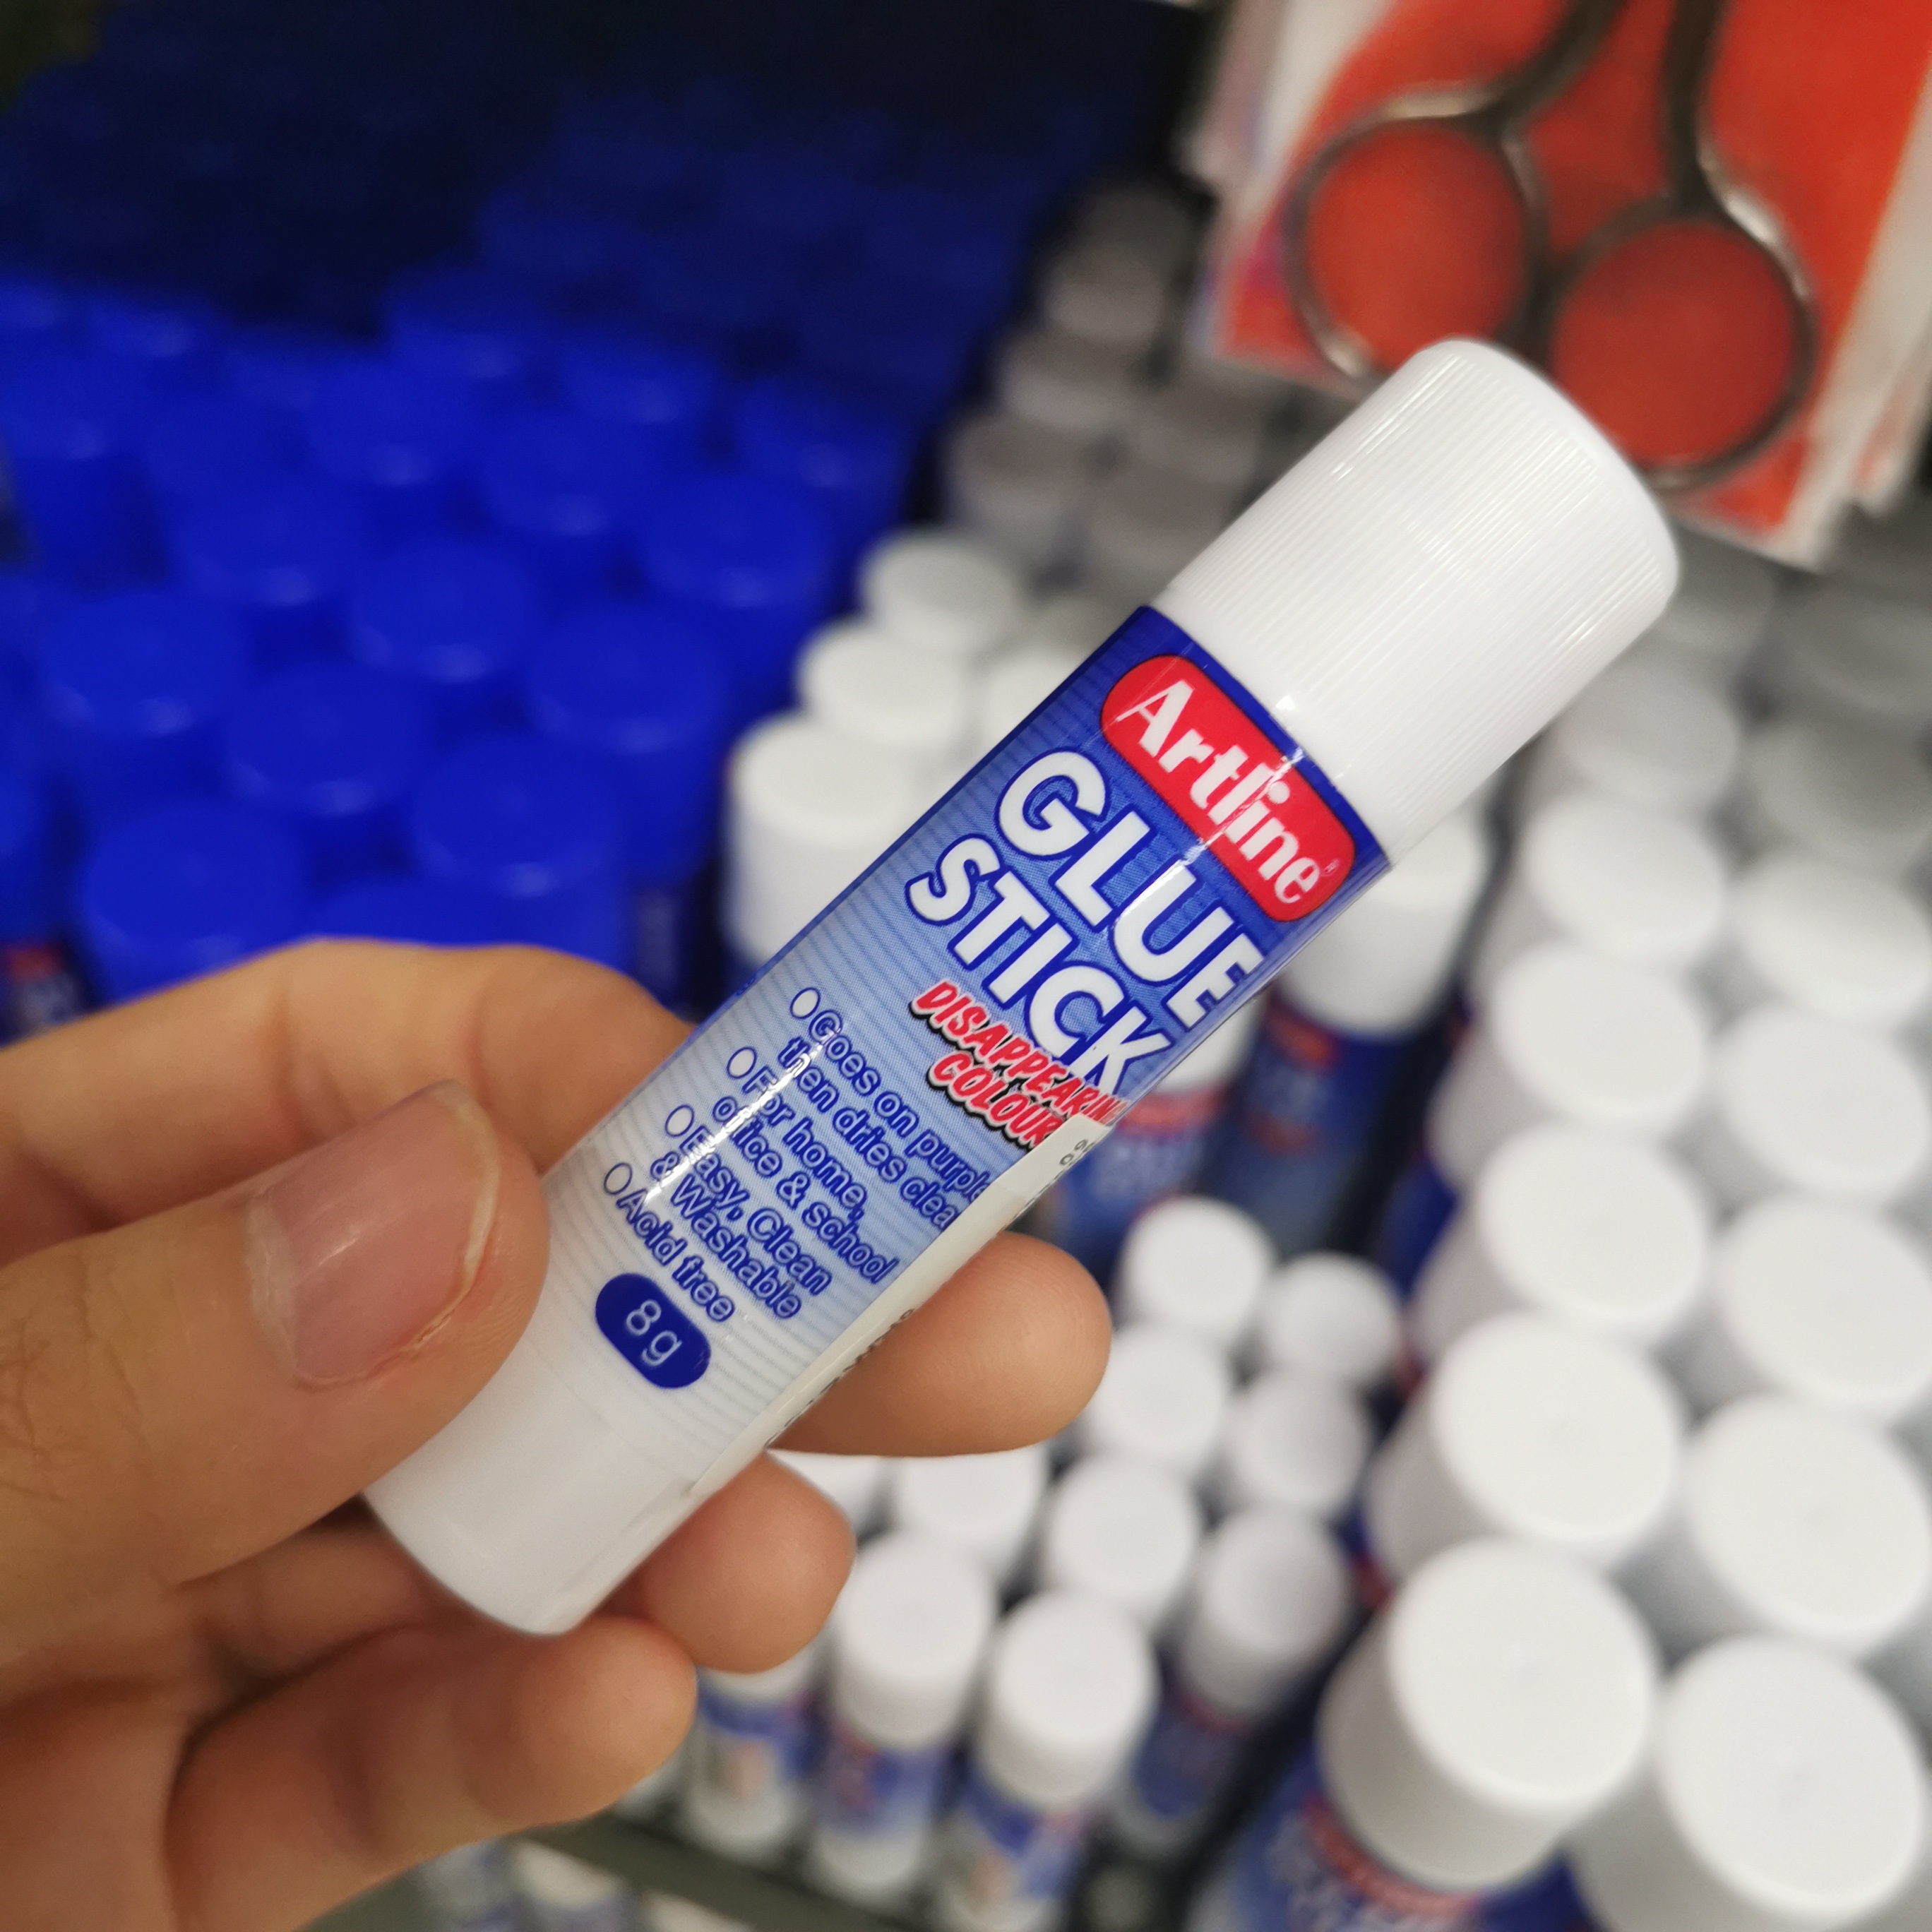 Artline
GLUE
STICK
DISAPPEARING
COLOUR
Goes on purple
then dries clear
For home,
office & school
Easy, Clean
& Washable
Acid free
8g